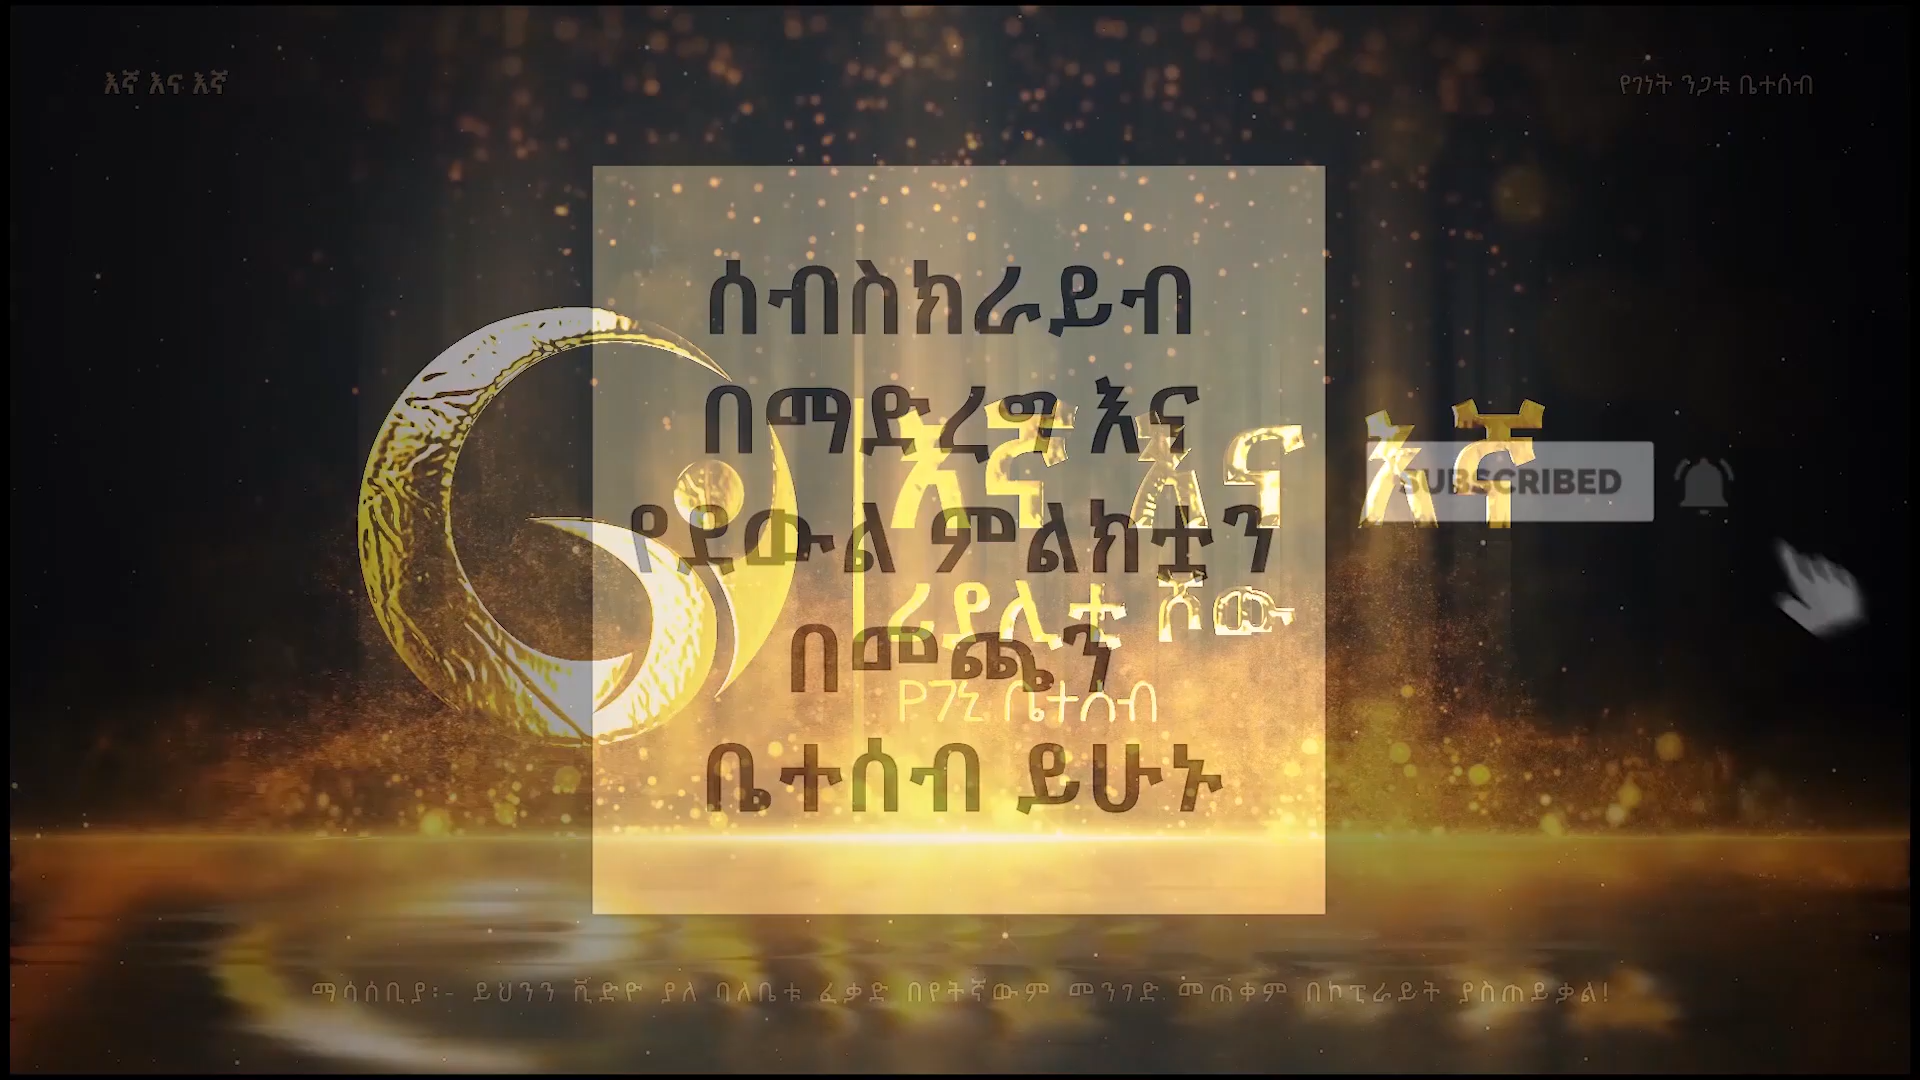 እኛ እና እኛ
የገነት ንጋቱ ቤተሰብ
ሰብስክራይብ
በማድረግ እና
የደውል ምልክቷን
በመጫን
ቤተሰብ ይሁኑ
እኛ እና እኛ
ሪያሊቲ ሾው
የገኒ ቤተሰብ
SUBSCRIBED
ማሳሰቢያ፡- ይህንን ቪድዮ ያለ ባለቤቱ ፈቃድ በየትኛውም መንገድ መጠቀም በኮፒራይት ያስጠይቃል!